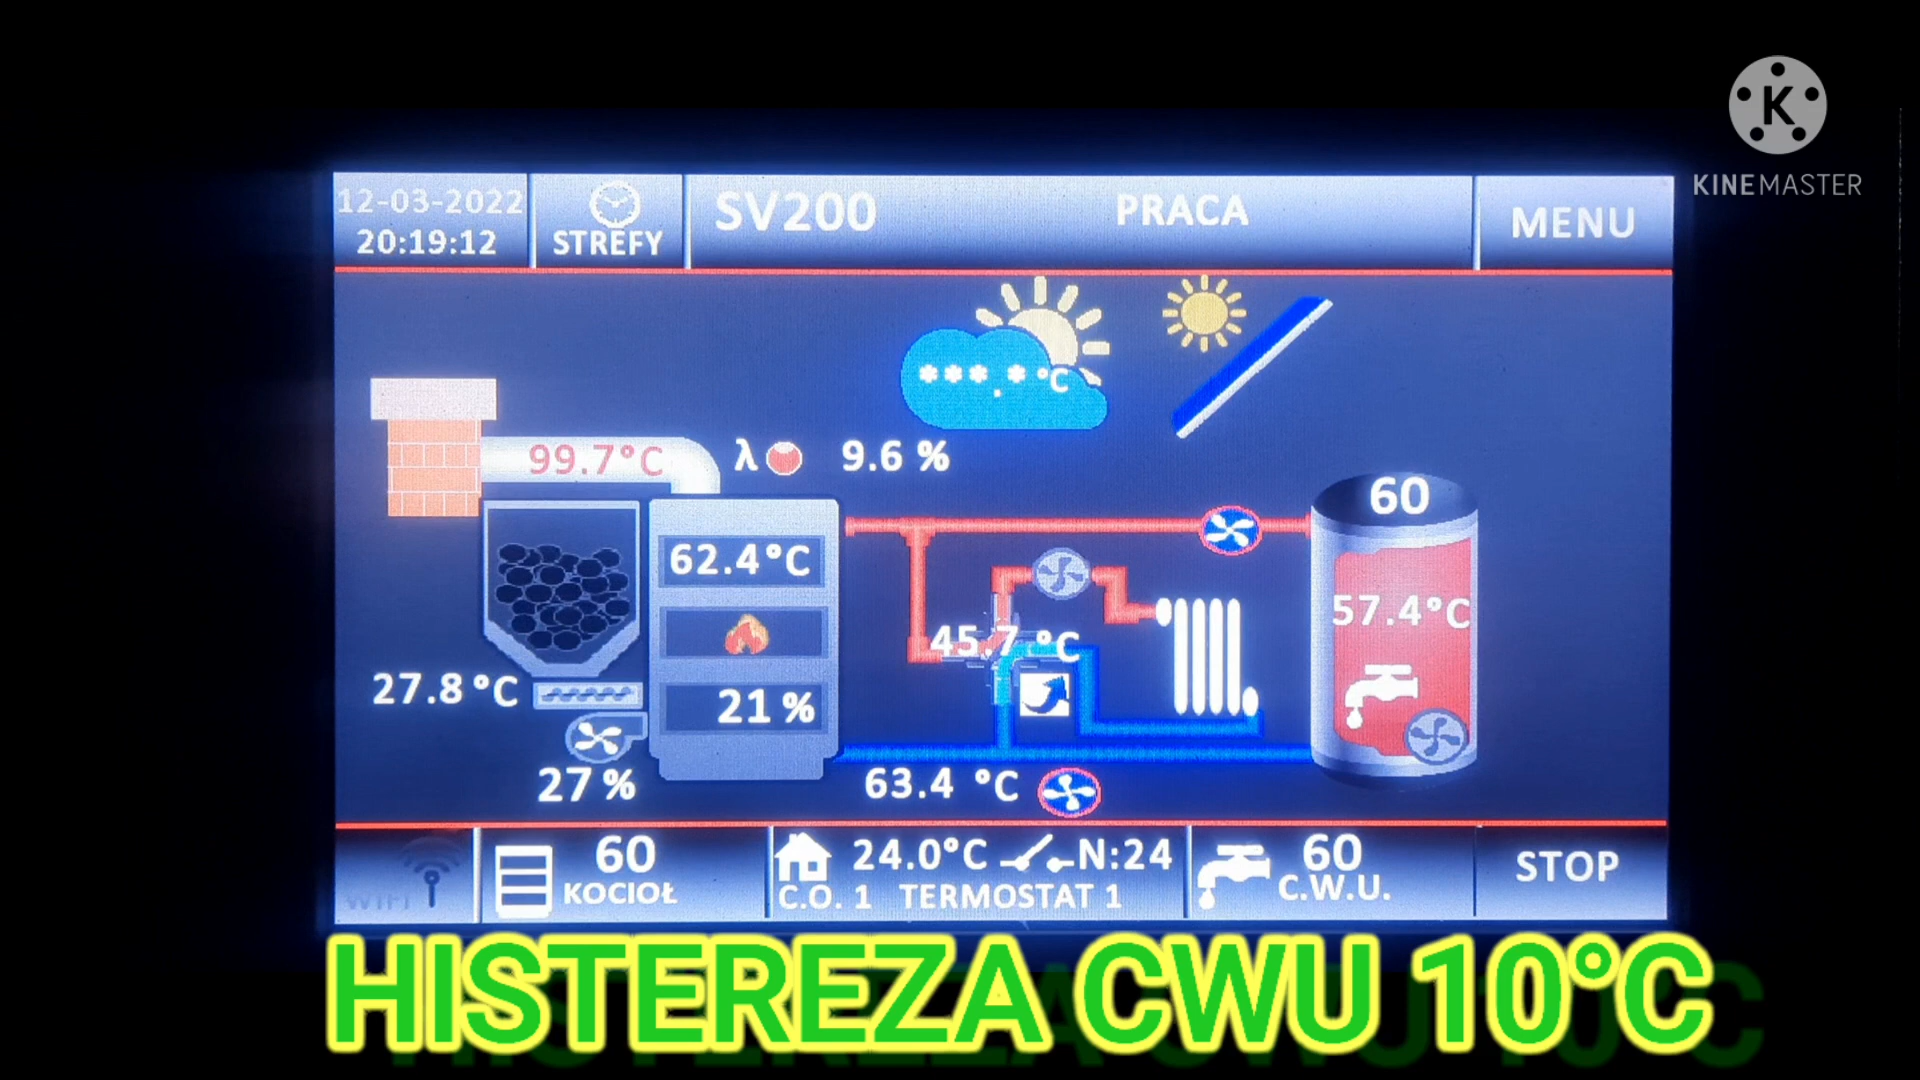 K
KINEMASTER
12-03-2022
20:19:12
STREFY
SV200
PRACA
MENU
***.*°C
99.7°C
λ
9.6 %
60
62.4°C
57.4°C
45.7 °C
27.8°C
21%
27%
63.4 °C
WIFI
60
KOCIOŁ
24.0°C N:24
C.O. 1 TERMOSTAT 1
60
C.W.U.
STOP
HISTEREZA CWU 10°C